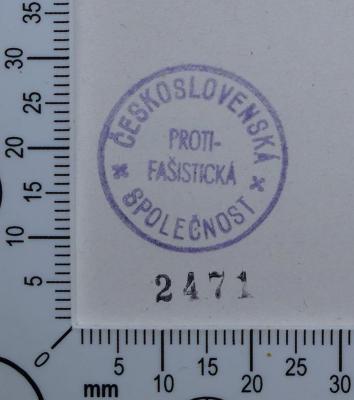 ČESKOSLOVENSKÁ
PROTI-
FAŠISTICKÁ
* SPOLEČNOST *
2471
35
30
25
20
15
10
5
0
5 10 15 20 25 30
mm